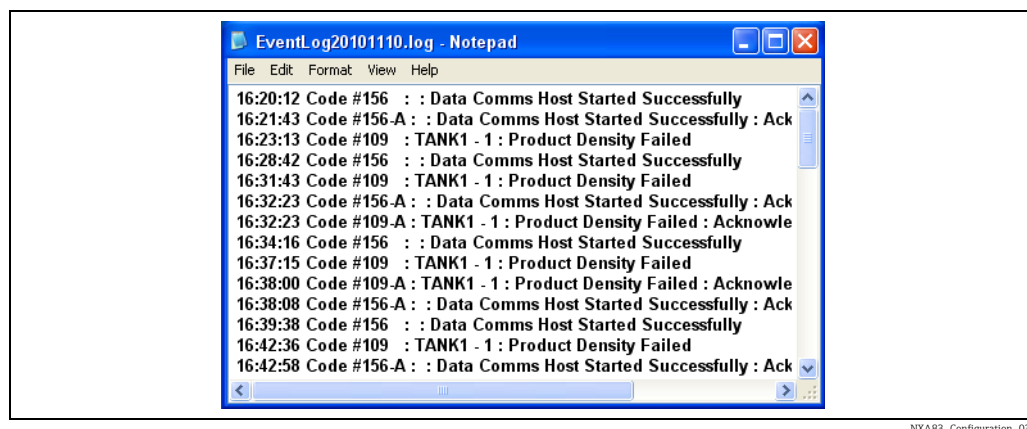 EventLog20101110.log - Notepad
File Edit Format View Help
16:20:12 Code #156 : : Data Comms Host Started Successfully
16:21:43 Code #156-A : : Data Comms Host Started Successfully : Ack
16:23:13 Code #109 : TANK1 - 1 : Product Density Failed
16:28:42 Code #156 : : Data Comms Host Started Successfully
16:31:43 Code #109 : TANK1 - 1 : Product Density Failed
16:32:23 Code #156-A : : Data Comms Host Started Successfully : Ack
16:32:23 Code #109-A : TANK1 - 1 : Product Density Failed : Acknowle
16:34:16 Code #156 : : Data Comms Host Started Successfully
16:37:15 Code #109 : TANK1 - 1 : Product Density Failed
16:38:00 Code #109-A : TANK1 - 1 : Product Density Failed : Acknowle
16:38:08 Code #156-A : : Data Comms Host Started Successfully : Ack
16:39:38 Code #156 : : Data Comms Host Started Successfully
16:42:36 Code #109 : TANK1 - 1 : Product Density Failed
16:42:58 Code #156-A : : Data Comms Host Started Successfully : Ack